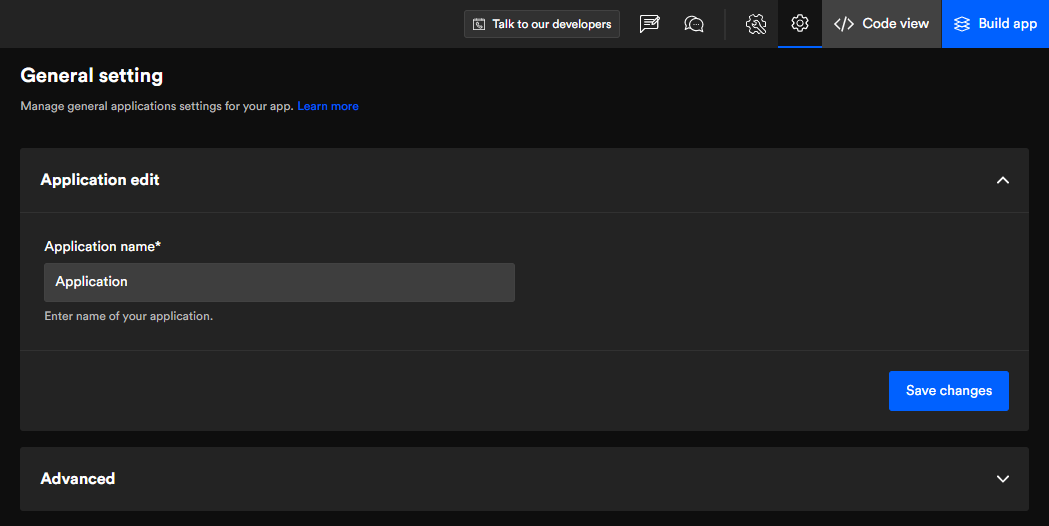 Talk to our developers
</> Code view
Build app
General setting
Manage general applications settings for your app. Learn more
Application edit
Application name*
Application
Enter name of your application.
Save changes
Advanced